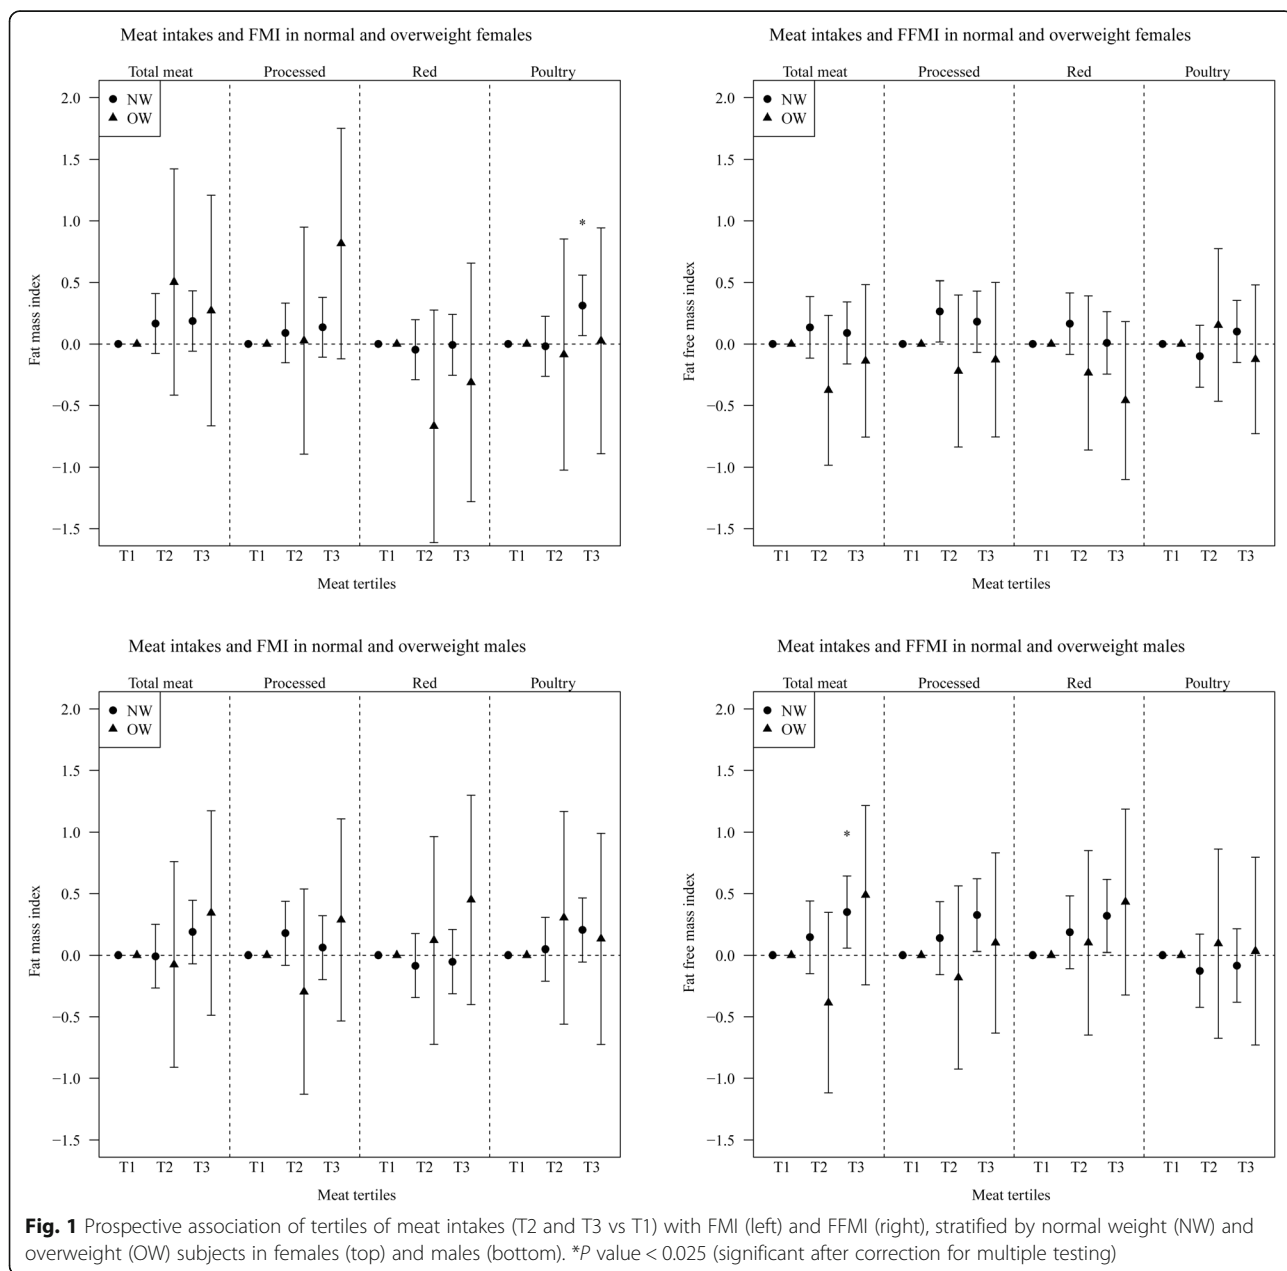 Meat intakes and FMI in normal and overweight females
Total meat Processed Red Poultry
NW
OW
*
2.0
1.5
1.0
0.5
0.0
−0.5
−1.0
−1.5
Fat mass index
T1 T2 T3 T1 T2 T3 T1 T2 T3 T1 T2 T3
Meat tertiles
Meat intakes and FFMI in normal and overweight females
Total meat Processed Red Poultry
NW
OW
2.0
1.5
1.0
0.5
0.0
−0.5
−1.0
−1.5
Fat free mass index
T1 T2 T3 T1 T2 T3 T1 T2 T3 T1 T2 T3
Meat tertiles
Meat intakes and FMI in normal and overweight males
Total meat Processed Red Poultry
NW
OW
2.0
1.5
1.0
0.5
0.0
−0.5
−1.0
−1.5
Fat mass index
T1 T2 T3 T1 T2 T3 T1 T2 T3 T1 T2 T3
Meat tertiles
Meat intakes and FFMI in normal and overweight males
Total meat Processed Red Poultry
NW
OW
*
2.0
1.5
1.0
0.5
0.0
−0.5
−1.0
−1.5
Fat free mass index
T1 T2 T3 T1 T2 T3 T1 T2 T3 T1 T2 T3
Meat tertiles
Fig. 1 Prospective association of tertiles of meat intakes (T2 and T3 vs T1) with FMI (left) and FFMI (right), stratified by normal weight (NW) and
overweight (OW) subjects in females (top) and males (bottom). *P value < 0.025 (significant after correction for multiple testing)